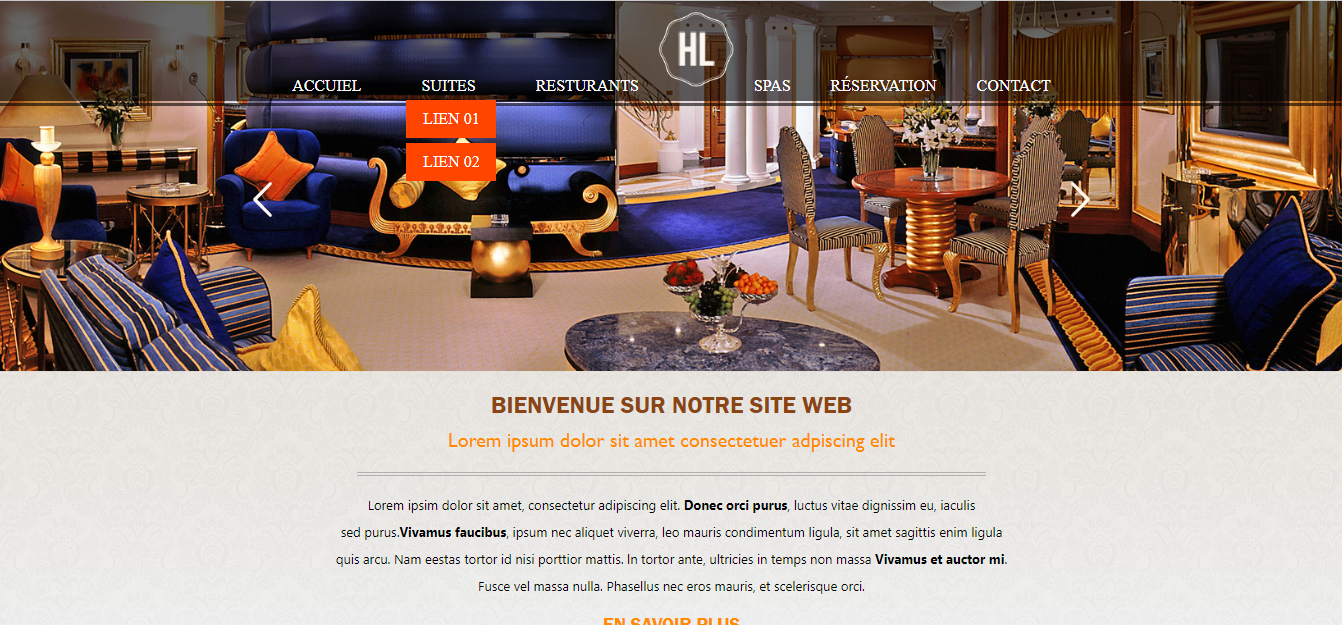 HL
ACCUIEL SUITES RESTURANTS SPAS RÉSERVATION CONTACT
LIEN 01
LIEN 02
BIENVENUE SUR NOTRE SITE WEB
Lorem ipsum dolor sit amet consectetuer adpiscing elit
Lorem ipsim dolor sit amet, consectetur adipiscing elit. Donec orci purus, luctus vitae dignissim eu, iaculis
sed purus.Vivamus faucibus, ipsum nec aliquet viverra, leo mauris condimentum ligula, sit amet sagittis enim ligula
quis arcu. Nam eestas tortor id nisi porttior mattis. In tortor ante, ultricies in temps non massa Vivamus et auctor mi.
Fusce vel massa nulla. Phasellus nec eros mauris, et scelerisque orci.
EN SAVOIR PLUS